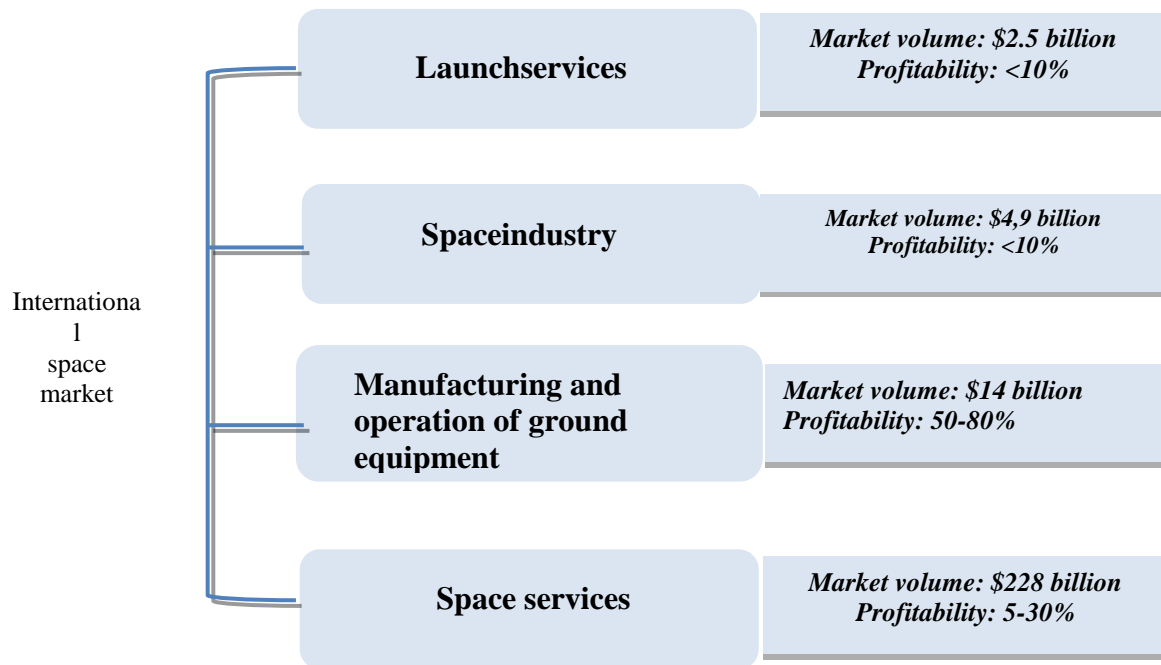 Launchservices
Market volume: $2.5 billion
Profitability: <10%
Spaceindustry
Market volume: $4,9 billion
Profitability: <10%
Internationa
l
space
market
Manufacturing and
operation of ground
equipment
Market volume: $14 billion
Profitability: 50-80%
Space services
Market volume: $228 billion
Profitability: 5-30%